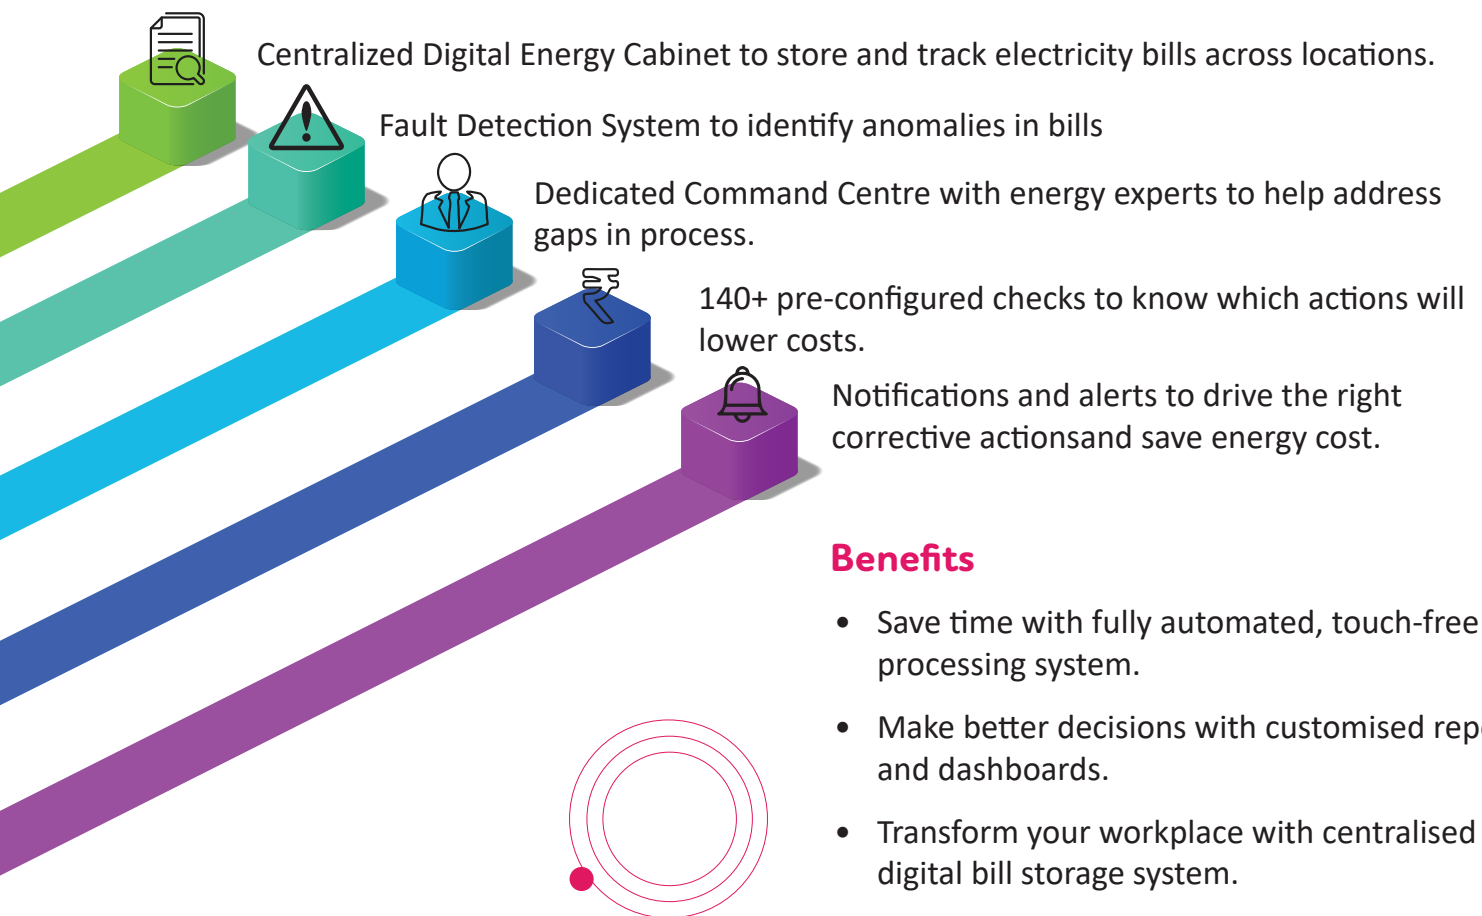 Centralized Digital Energy Cabinet to store and track electricity bills across locations.
Fault Detection System to identify anomalies in bills
Dedicated Command Centre with energy experts to help address
gaps in process.
140+ pre-configured checks to know which actions will
lower costs.
Notifications and alerts to drive the right
corrective actionsand save energy cost.
Benefits
• Save time with fully automated, touch-free
processing system.
• Make better decisions with customised
and dashboards.
• Transform your workplace with centralised
digital bill storage system.